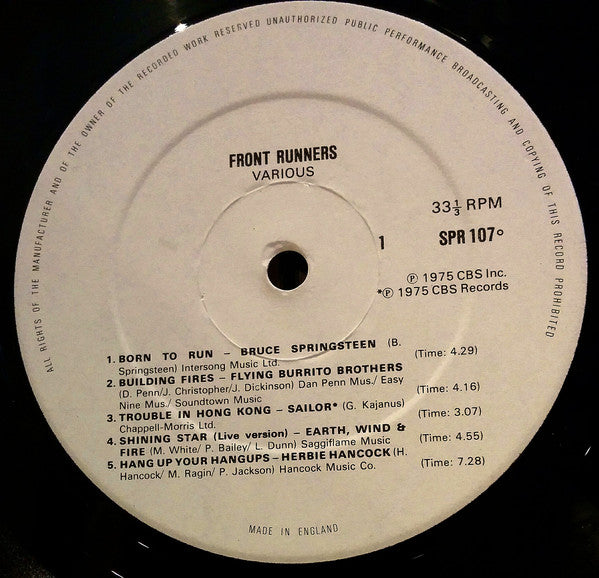 ALL RIGHTS OF THE MANUFACTURER AND OF THE OWNER OF THE RECORDED WORK RESERVED UNAUTHORIZED PUBLIC PERFORMANCE BROADCASTING AND COPYING OF THIS RECORD PROHIBITED
FRONT RUNNERS
VARIOUS
33⅓ RPM
1
SPR 107°
℗ 1975 CBS Inc.
*℗ 1975 CBS Records
1. BORN TO RUN – BRUCE SPRINGSTEEN (B.
Springsteen) Intersong Music Ltd. (Time: 4.29)
2. BUILDING FIRES – FLYING BURRITO BROTHERS
(D. Penn/J. Christopher/J. Dickinson) Dan Penn Mus./ Easy (Time: 4.16)
Nine Mus./ Soundtown Music
3. TROUBLE IN HONG KONG – SAILOR* (G. Kajanus) (Time: 3.07)
Chappell-Morris Ltd.
4. SHINING STAR (Live version) – EARTH, WIND & (Time: 4.55)
FIRE (M. White/ P. Bailey/ L. Dunn) Saggiflame Music
5. HANG UP YOUR HANGUPS – HERBIE HANCOCK (H. (Time: 7.28)
Hancock/ M. Ragin/ P. Jackson) Hancock Music Co.
MADE IN ENGLAND